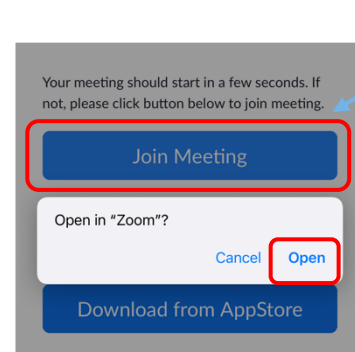 Your meeting should start in a few seconds. If
not, please click button below to join meeting.
Join Meeting
Open in “Zoom”?
Cancel Open
Download from AppStore